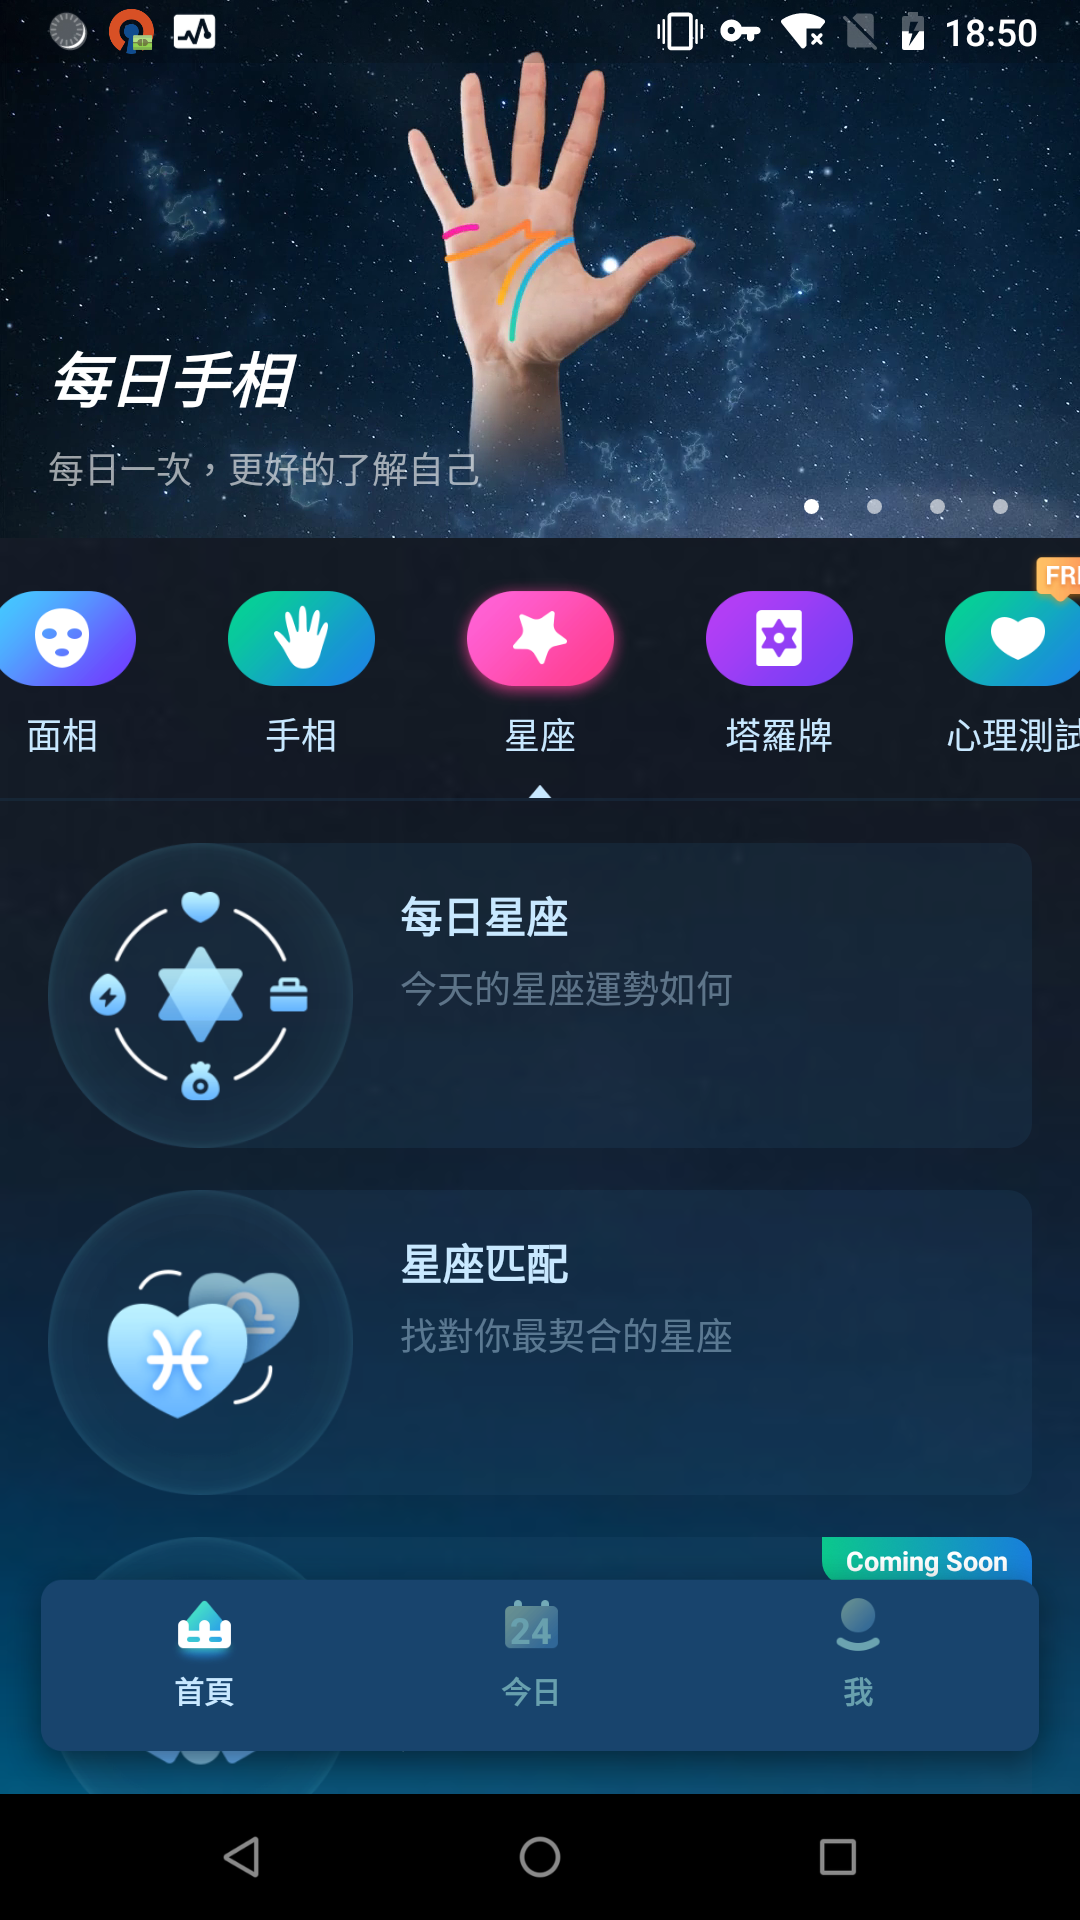 18:50
每日手相
每日一次，更好的了解自己
面相
手相
星座
塔羅牌
心理測試
每日星座
今天的星座運勢如何
星座匹配
找對你最契合的星座
Coming Soon
24
首頁
今日
我